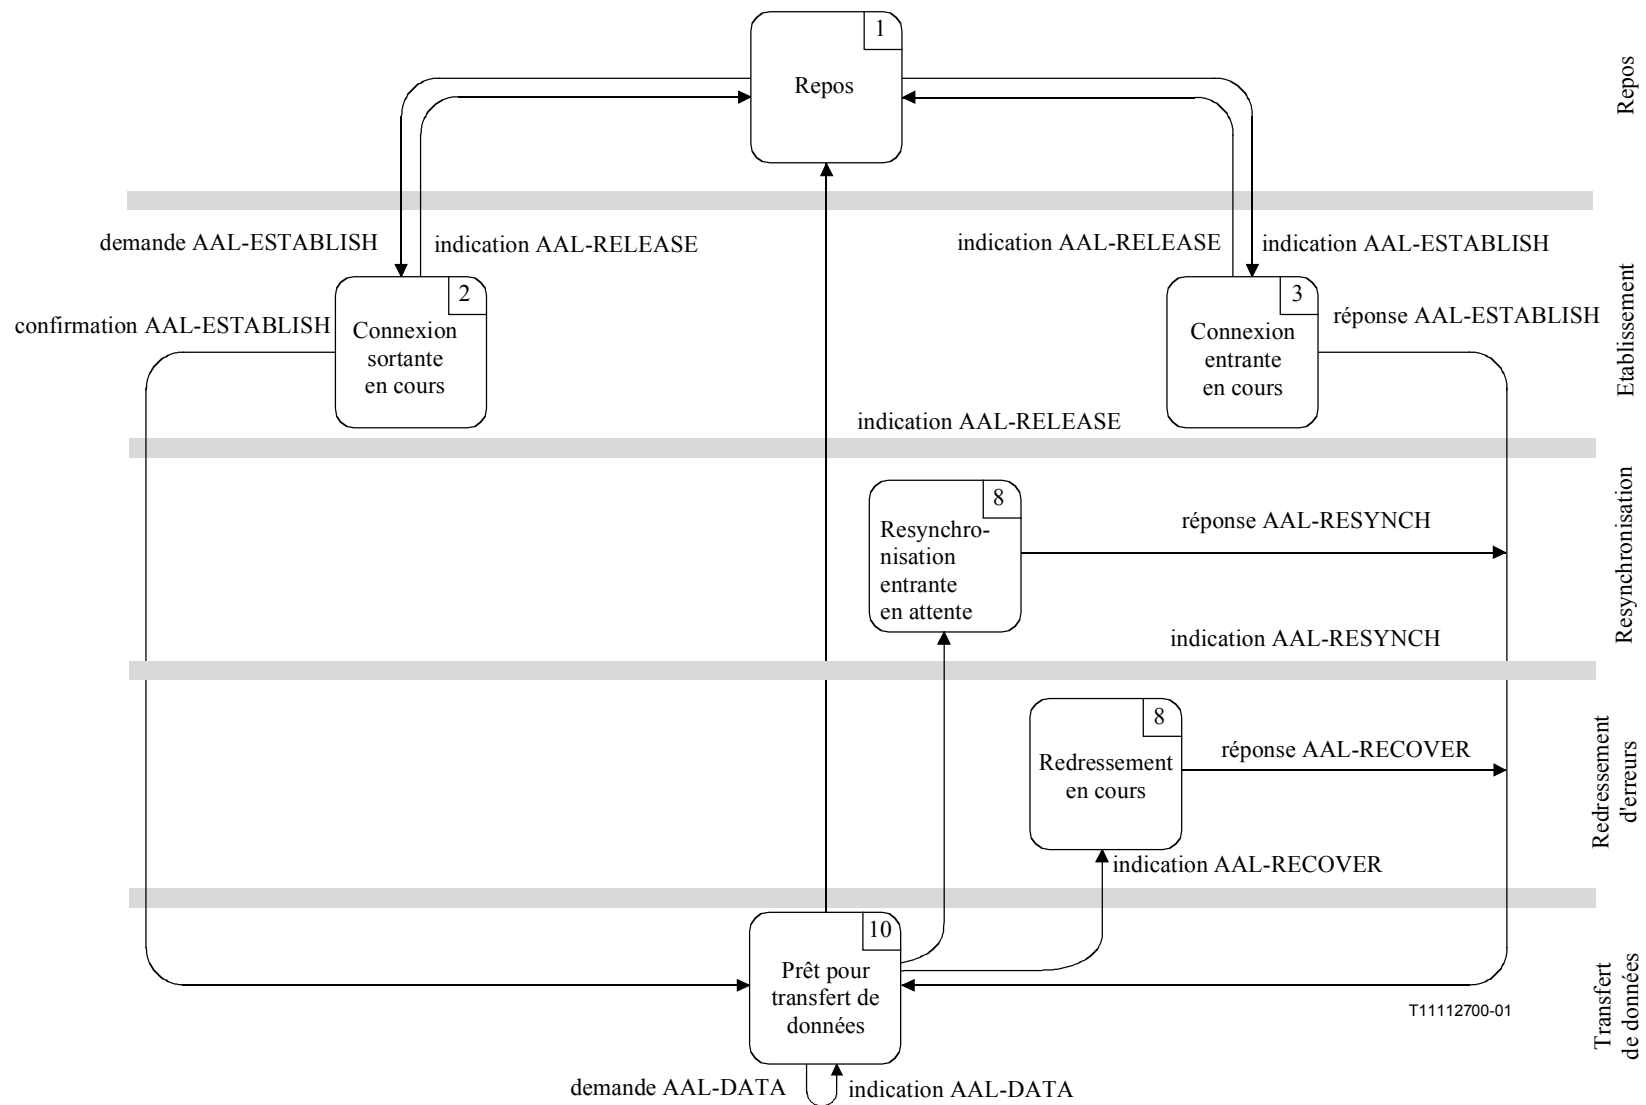 1
Repos
Repos
demande AAL-ESTABLISH
indication AAL-RELEASE
indication AAL-RELEASE
indication AAL-ESTABLISH
2
Connexion
sortante
en cours
confirmation AAL-ESTABLISH
3
Connexion
entrante
en cours
réponse AAL-ESTABLISH
Etablissement
indication AAL-RELEASE
8
Resynchro-
nisation
entrante
en attente
réponse AAL-RESYNCH
indication AAL-RESYNCH
Resynchronisation
8
Redressement
en cours
réponse AAL-RECOVER
indication AAL-RECOVER
Redressement
d'erreurs
10
Prêt pour
transfert de
données
T11112700-01
Transfert
de données
demande AAL-DATA
indication AAL-DATA